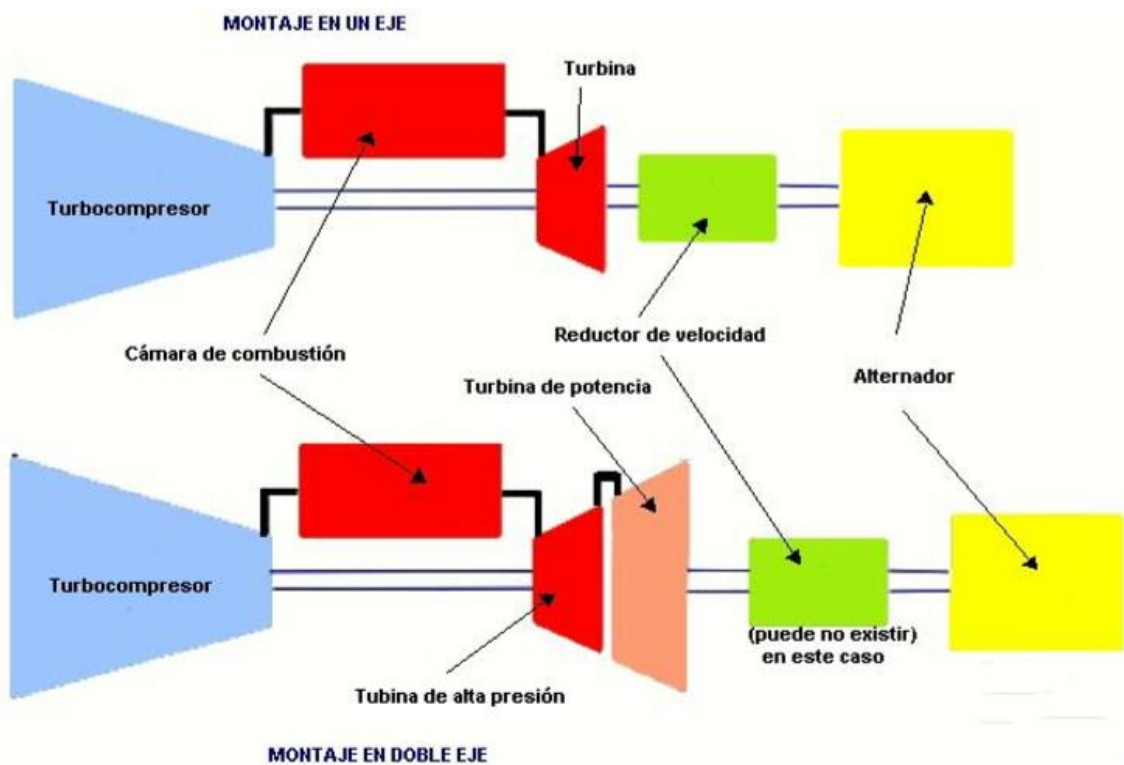 MONTAJE EN UN EJE
Turbina
Turbocompresor
Cámara de combustión
Reductor de velocidad
Turbina de potencia
Alternador
Turbocompresor
(puede no existir)
en este caso
Tubina de alta presión
MONTAJE EN DOBLE EJE